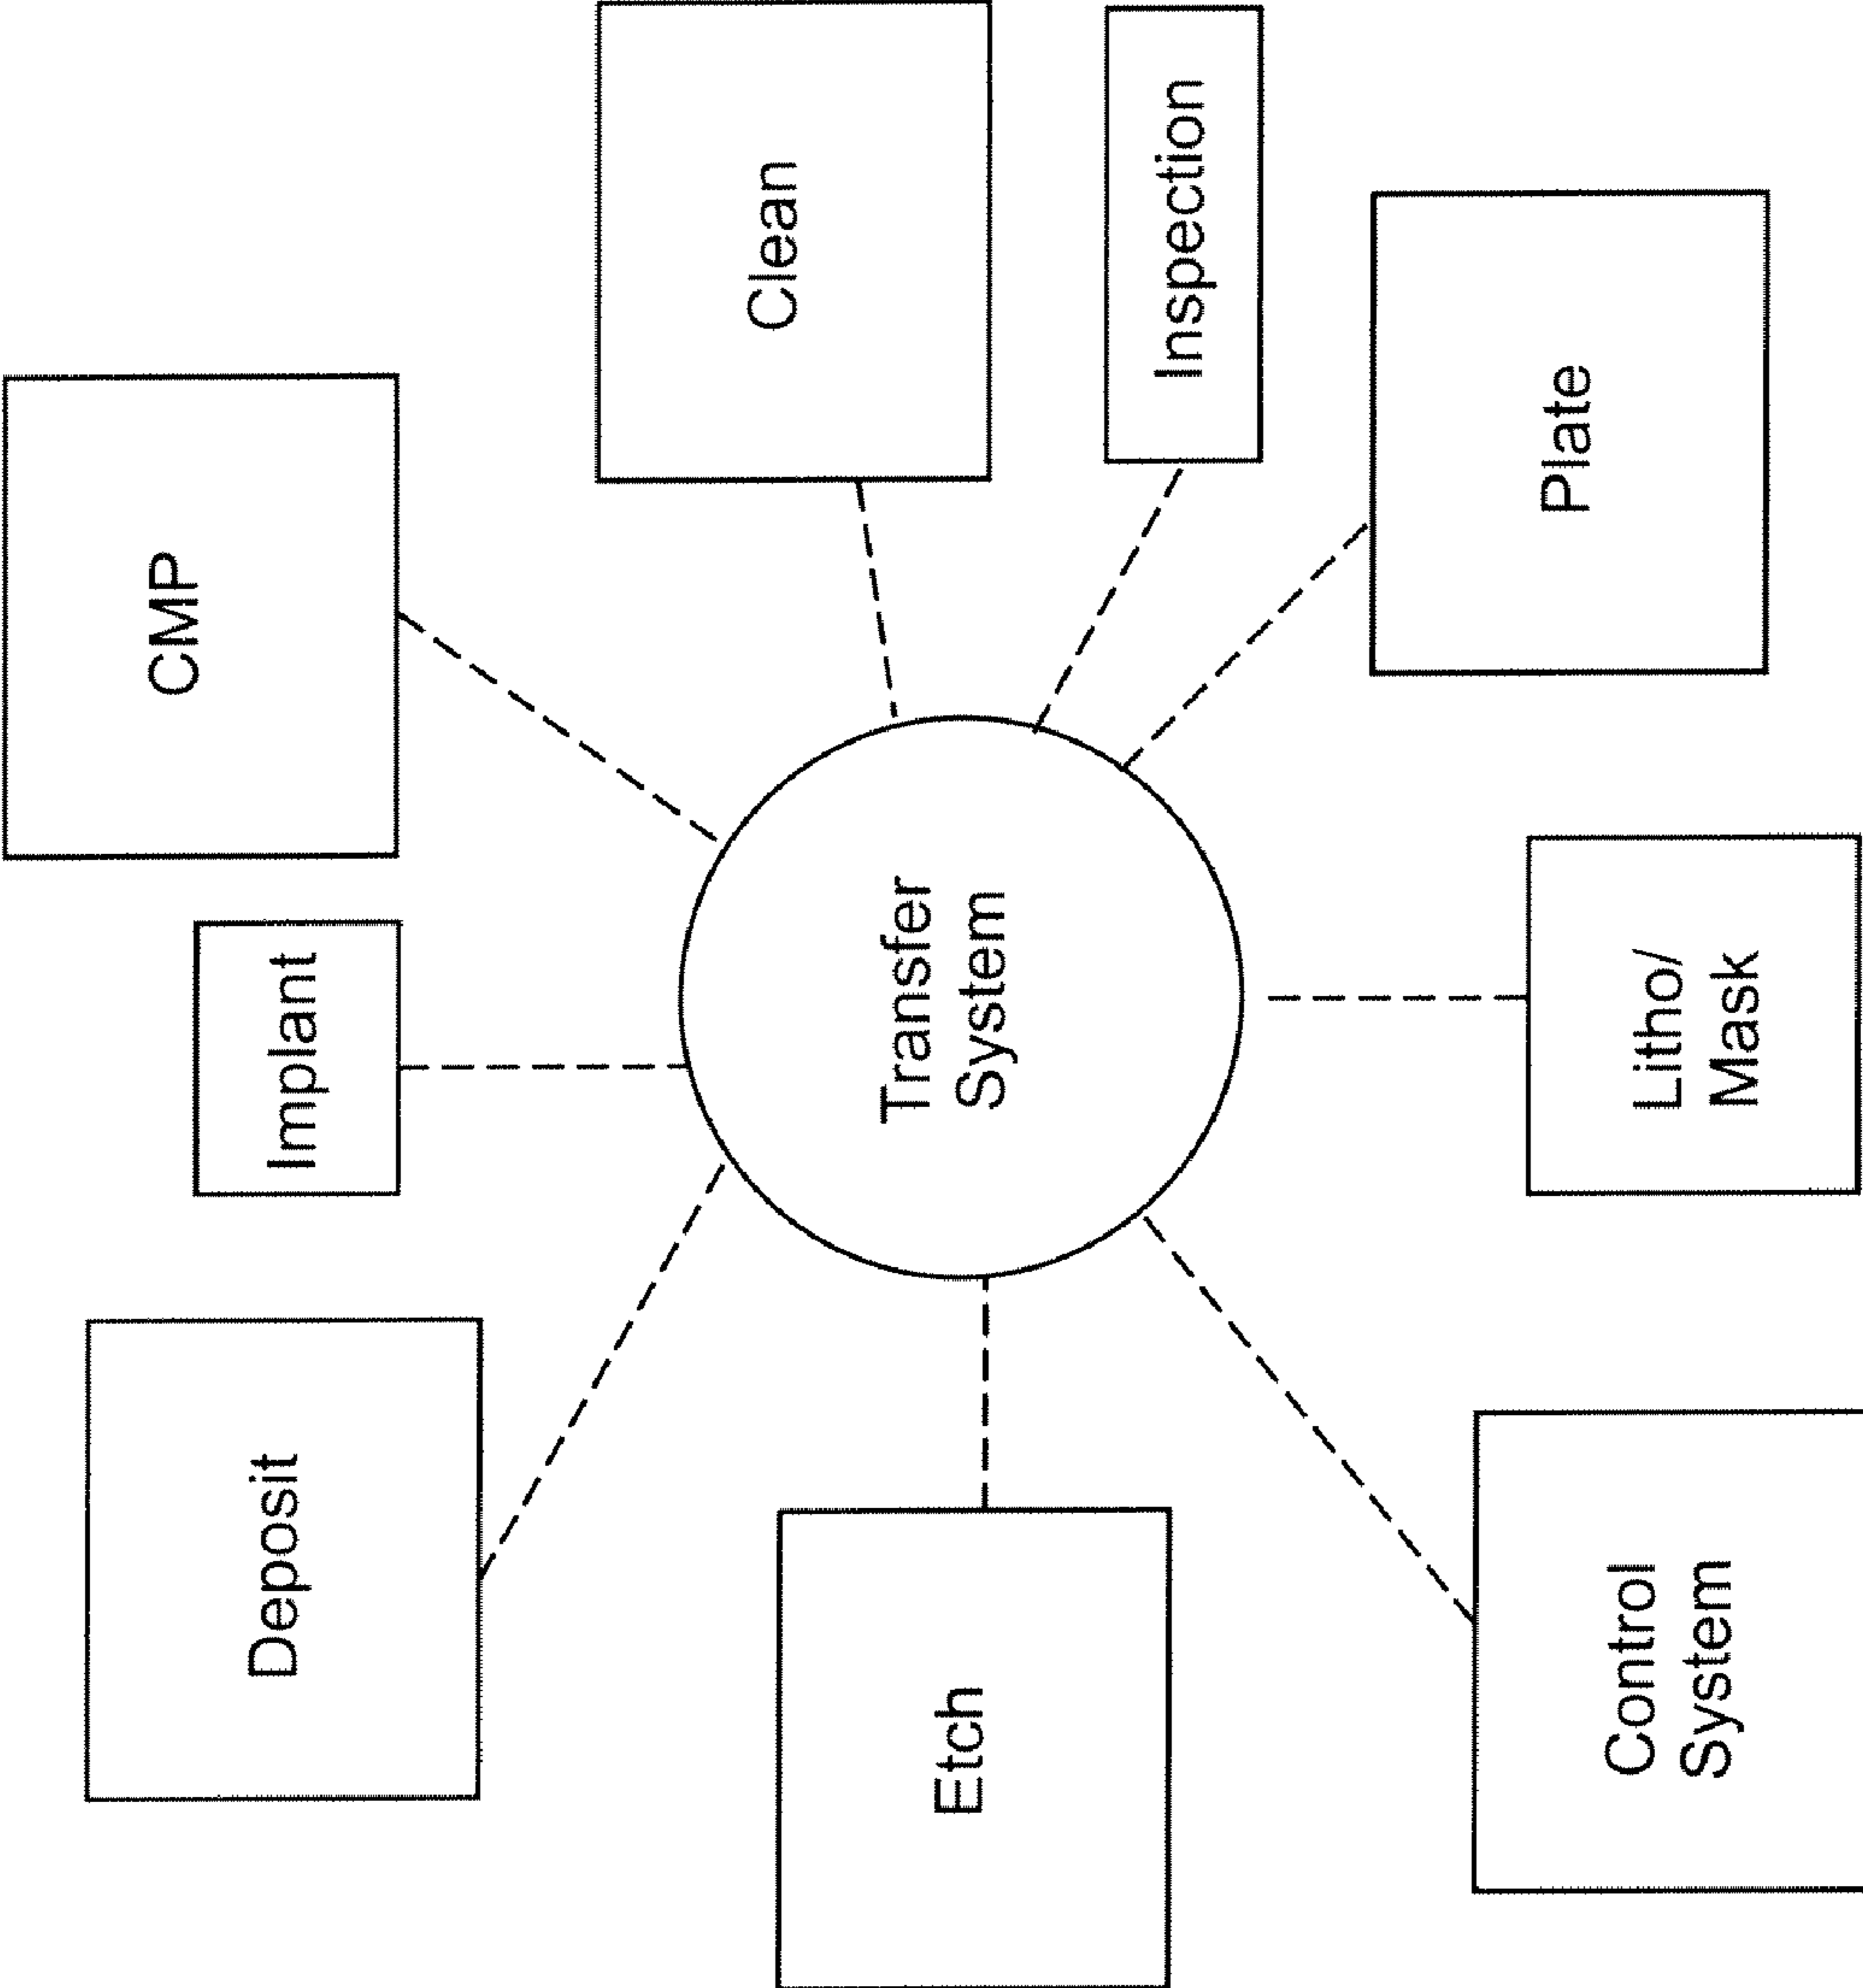 Deposit
Implant
CMP
Etch
Transfer
System
Clean
Inspection
Control
System
Litho/
Mask
Plate